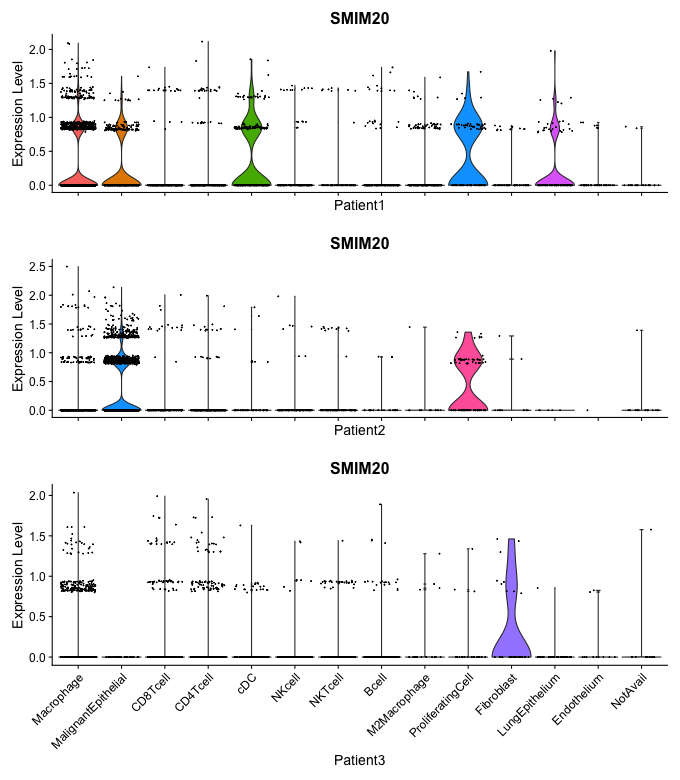 SMIM20
Expression Level
2.0
1.5
1.0
0.5
0.0
Patient1
SMIM20
Expression Level
2.5
2.0
1.5
1.0
0.5
0.0
Patient2
SMIM20
Expression Level
2.0
1.5
1.0
0.5
0.0
Macrophage
MalignantEpithelial
CD8Tcell
CD4Tcell
cDC
NKcell
NKTcell
Bcell
M2Macrophage
ProliferatingCell
Fibroblast
LungEpithelium
Endothelium
NotAvail
Patient3